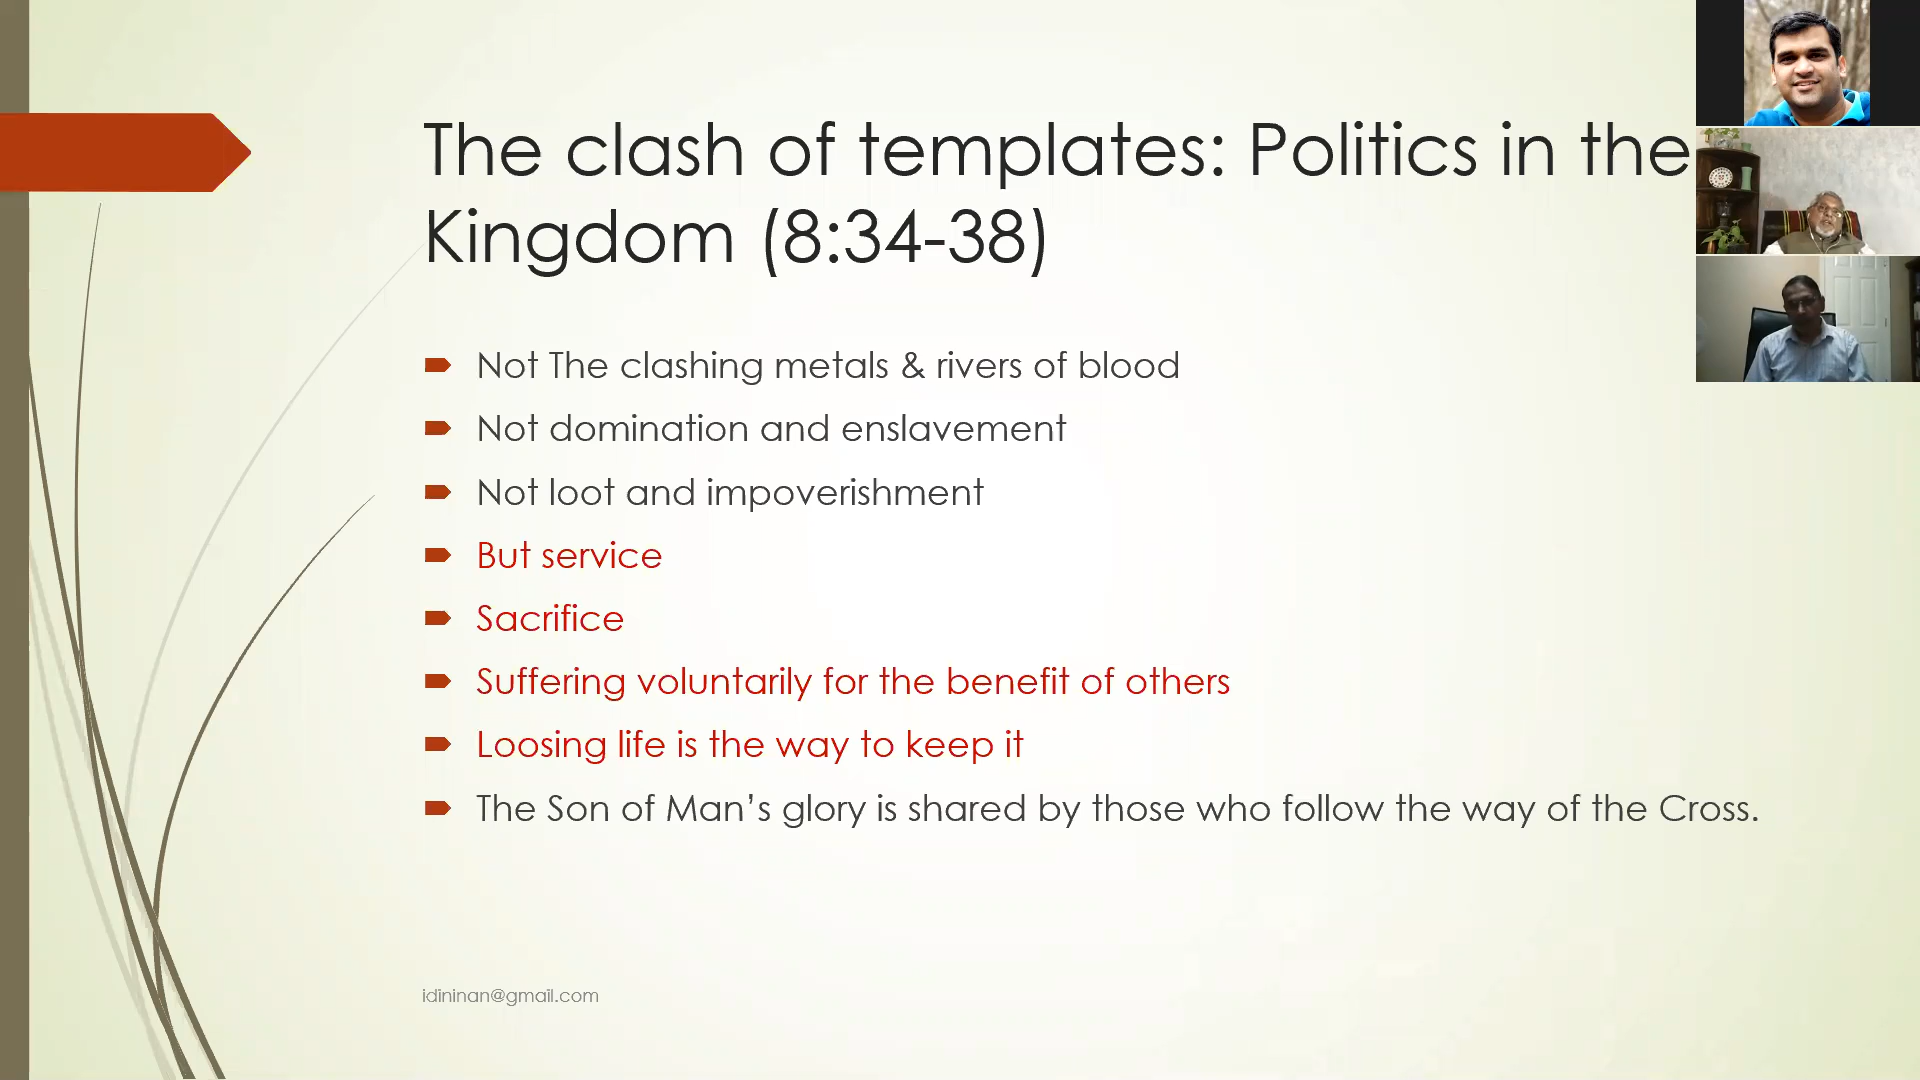 The clash of templates: Politics in the
Kingdom (8:34-38)
Not The clashing metals & rivers of blood
Not domination and enslavement
Not loot and impoverishment
But service
Sacrifice
Suffering voluntarily for the benefit of others
Loosing life is the way to keep it
The Son of Man’s glory is shared by those who follow the way of the Cross.
idininan@gmail.com